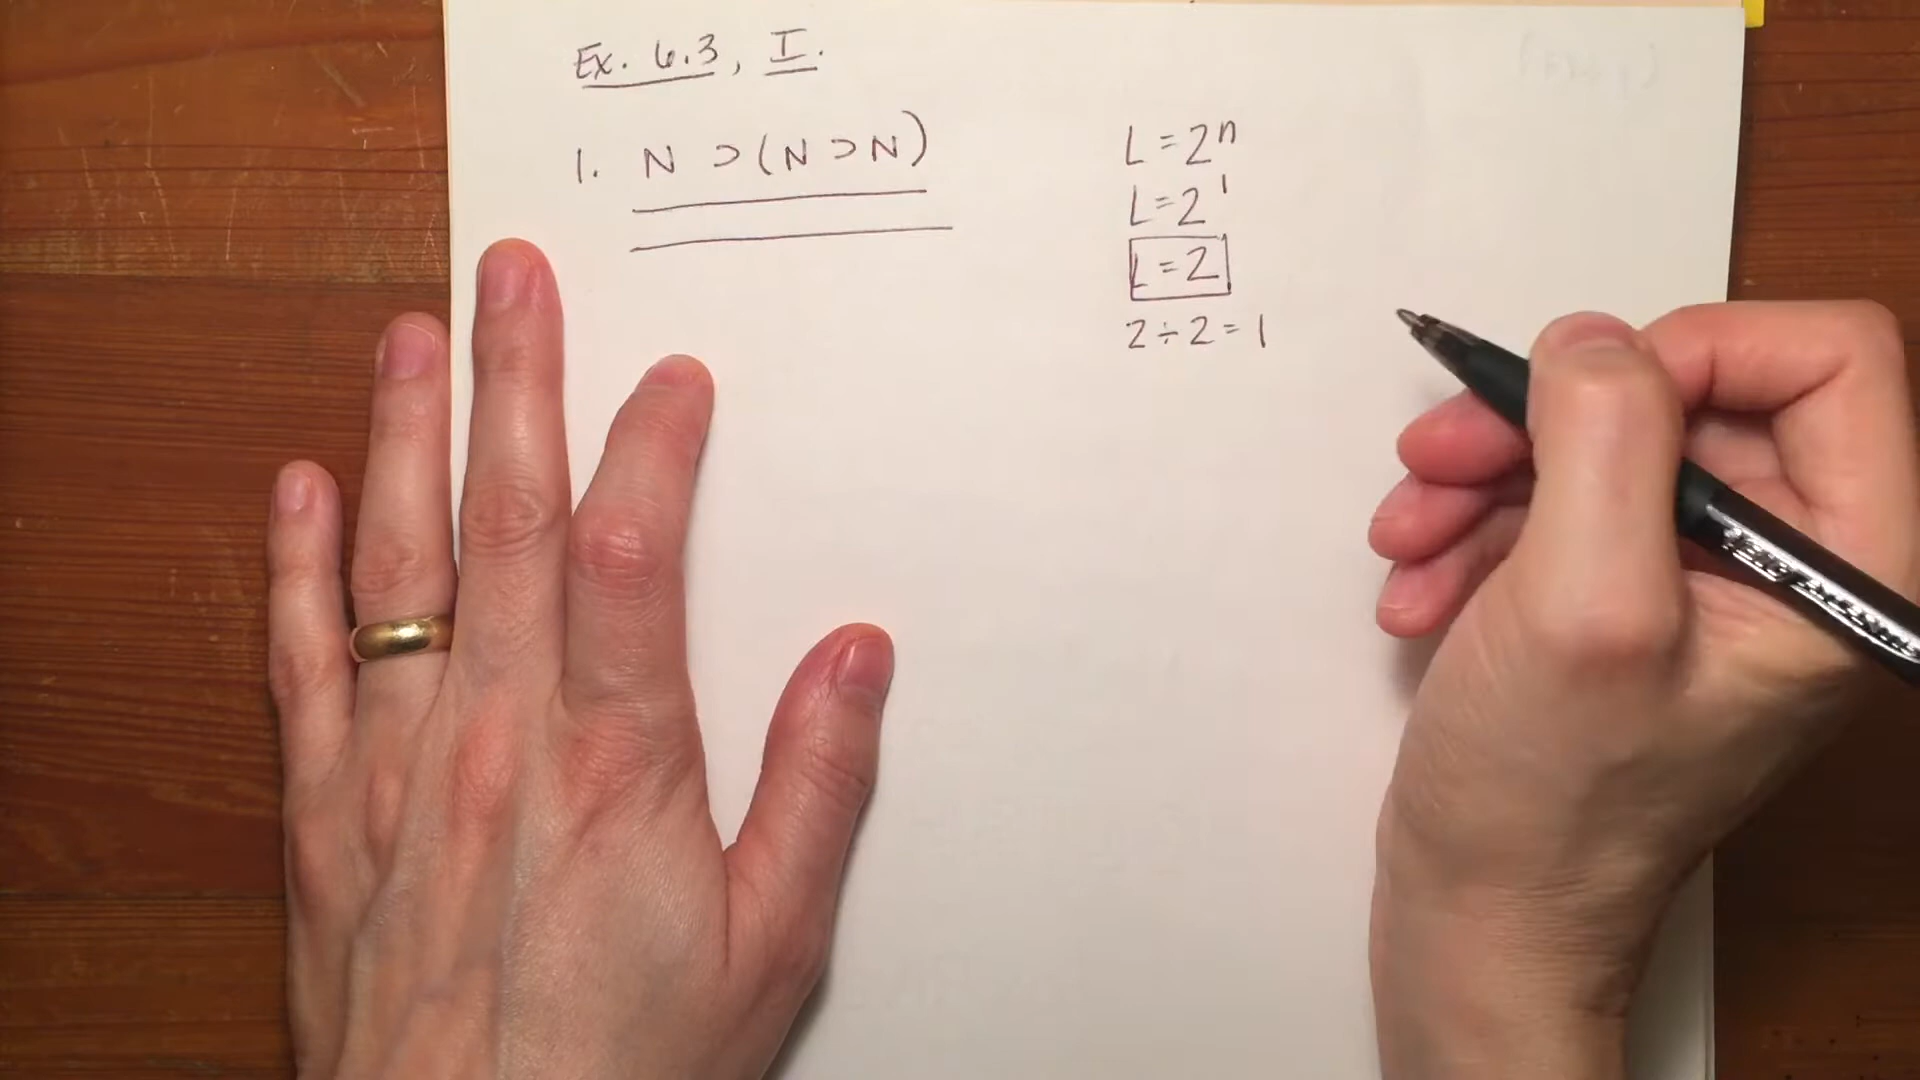 Ex. 6.3, I.
1. N ⊃ (N ⊃ N)
L = 2ⁿ
L = 2¹
L = 2
2 ÷ 2 = 1